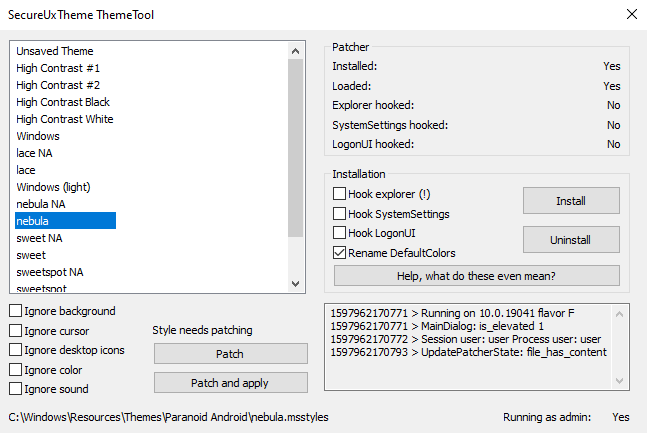 SecureUxTheme ThemeTool
Unsaved Theme
High Contrast #1
High Contrast #2
High Contrast Black
High Contrast White
Windows
lace NA
lace
Windows (light)
nebula NA
nebula
sweet NA
sweet
sweetspot NA
sweetspot
Ignore background
Ignore cursor
Ignore desktop icons
Ignore color
Ignore sound
Style needs patching
Patch
Patch and apply
Patcher
Installed: Yes
Loaded: Yes
Explorer hooked: No
SystemSettings hooked: No
LogonUI hooked: No
Installation
Hook explorer (!)
Hook SystemSettings
Hook LogonUI
Rename DefaultColors
Install
Uninstall
Help, what do these even mean?
1597962170771 > Running on 10.0.19041 flavor F
1597962170771 > MainDialog: is_elevated 1
1597962170772 > Session user: user Process user: user
1597962170793 > UpdatePatcherState: file_has_content
C:\Windows\Resources\Themes\Paranoid Android\nebula.msstyles
Running as admin: Yes